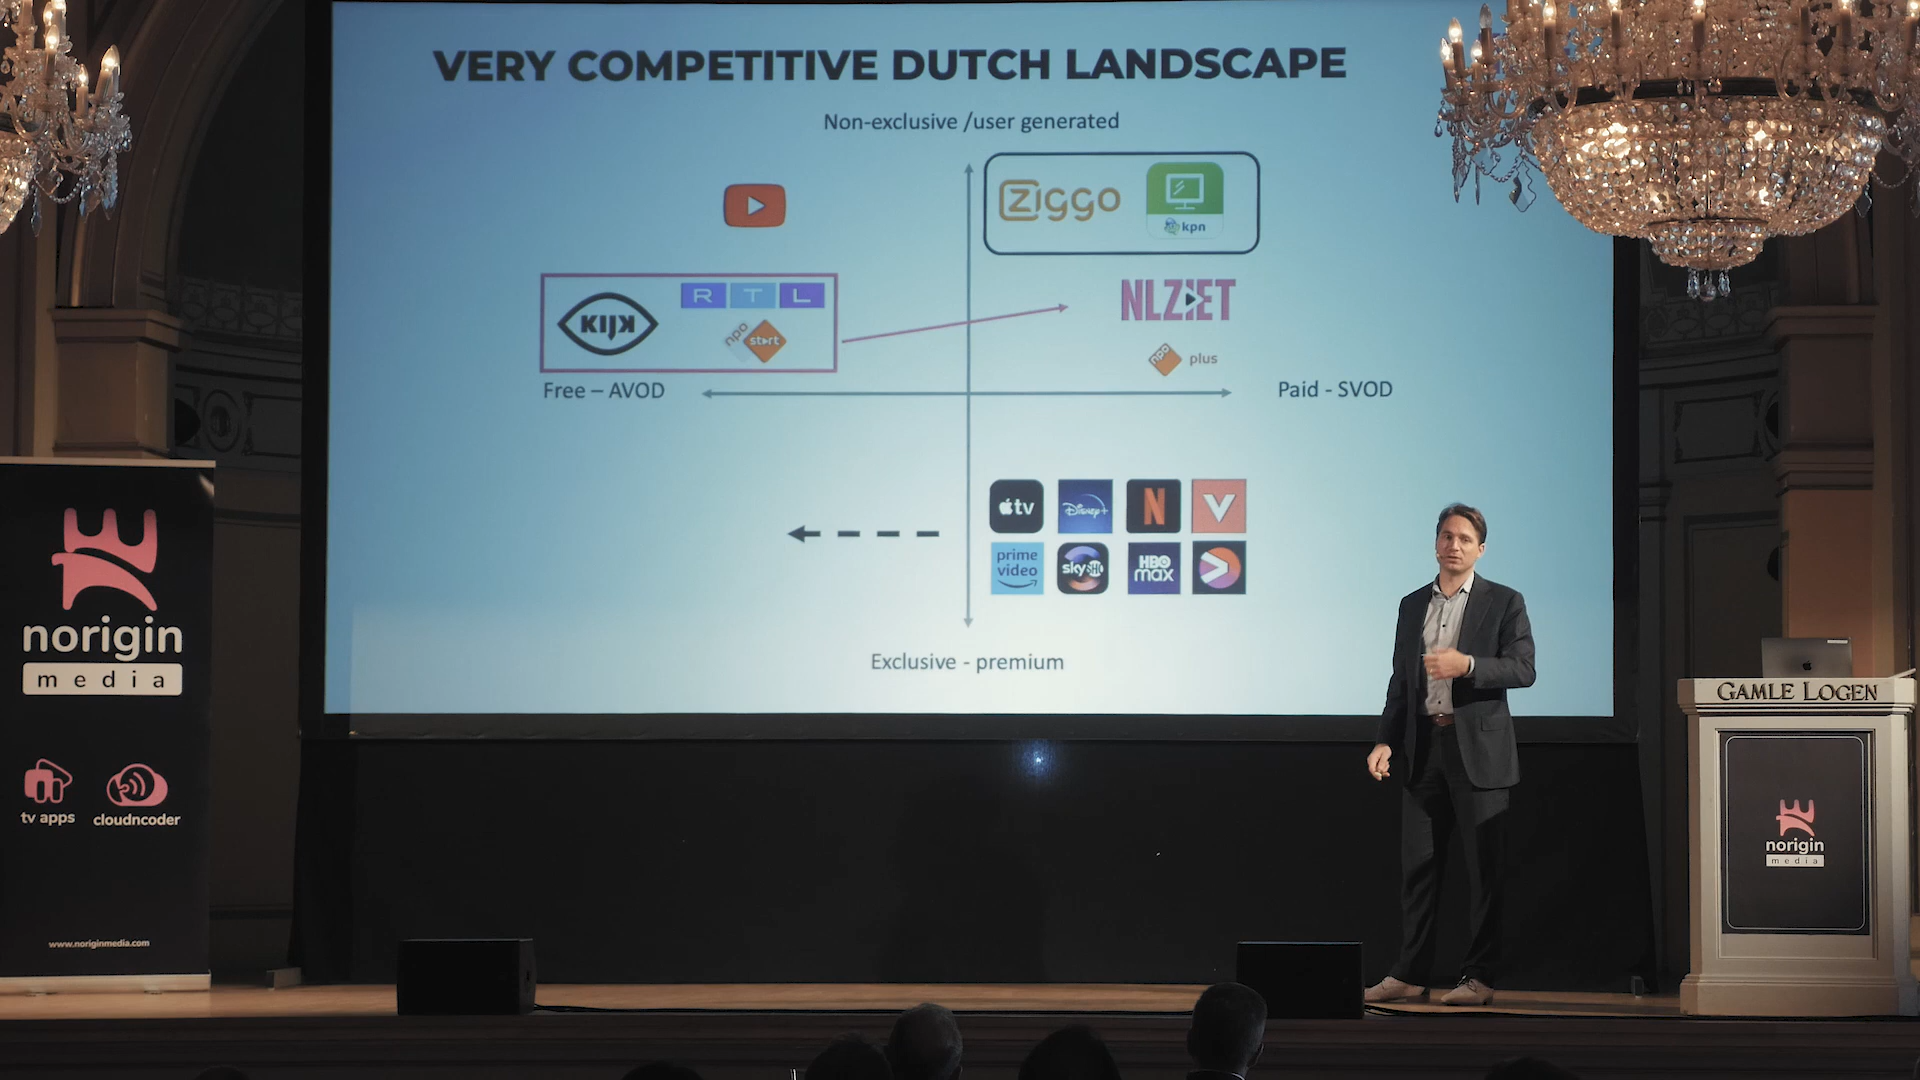 VERY COMPETITIVE DUTCH LANDSCAPE
Non-exclusive /user generated
Ziggo
kpn
KIJK
R T L
npo start
NLZIET
npo plus
Free – AVOD
Paid - SVOD
tv
Disney+
N
V
prime video
sky SHO
HBO max
Exclusive - premium
norigin
media
tv apps
cloudncoder
www.noriginmedia.com
GAMLE LOGEN
norigin
media